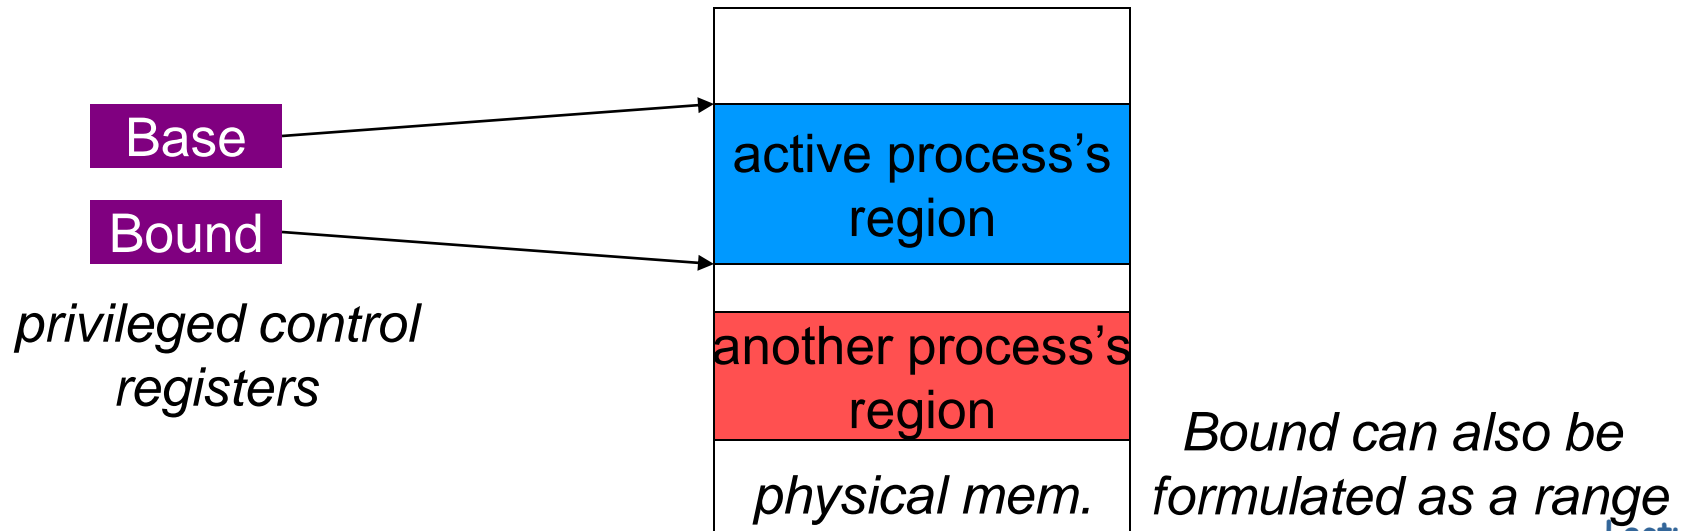 Base
Bound
privileged control
registers
active process’s
region
another process’s
region
physical mem.
Bound can also be
formulated as a range